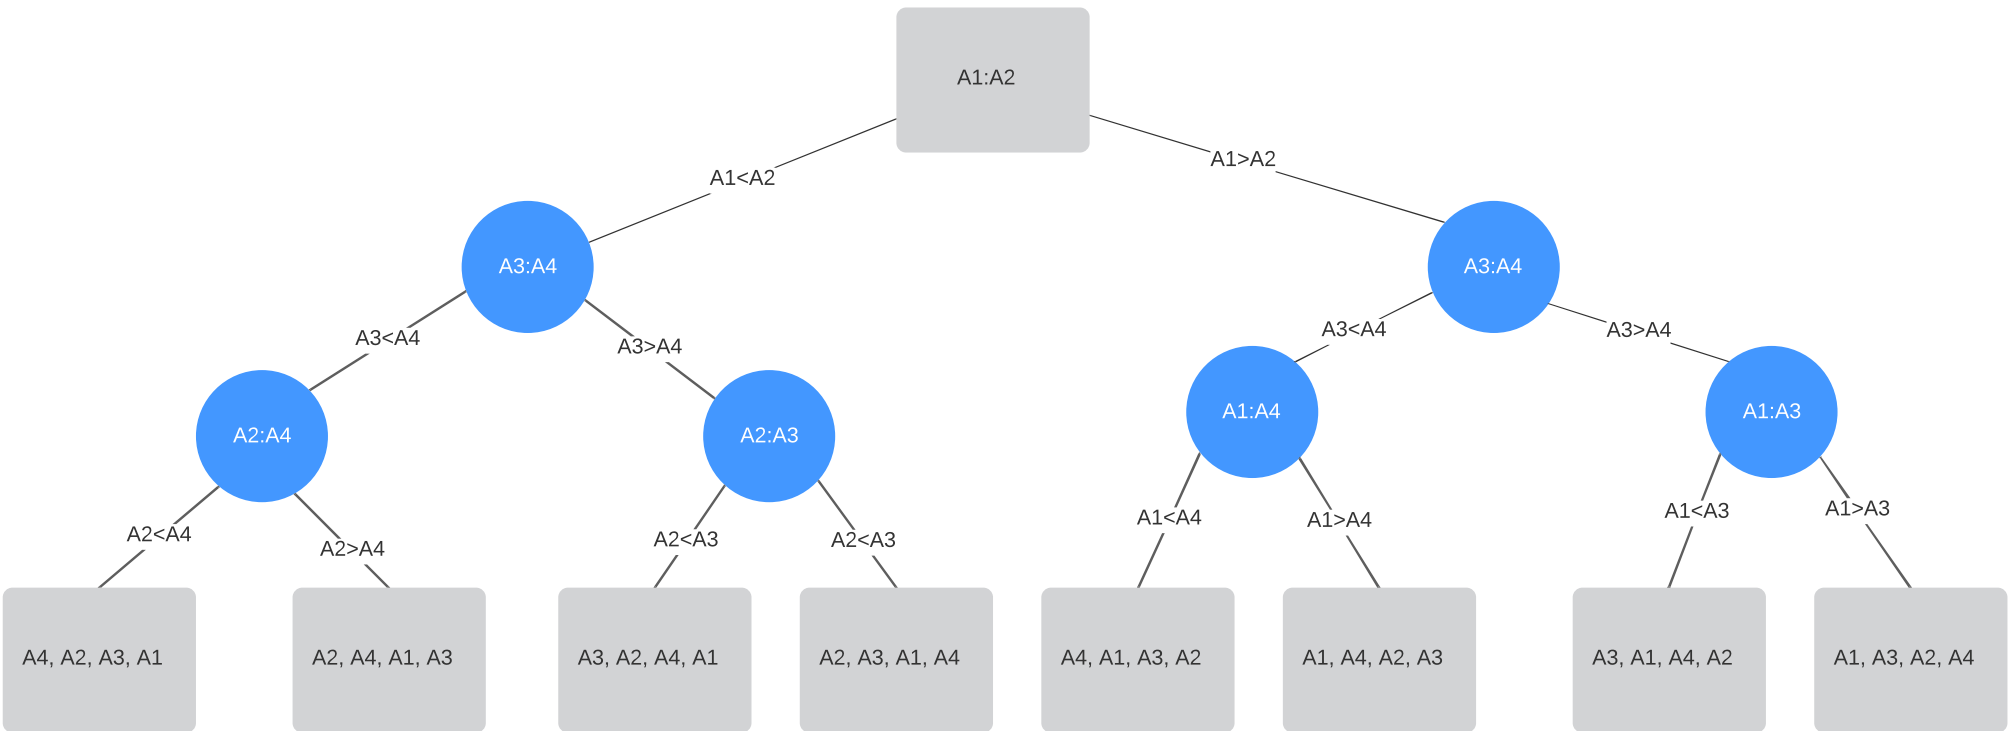 A1:A2
A1<A2
A1>A2
A3:A4
A3:A4
A3<A4
A3>A4
A3<A4
A3>A4
A2:A4
A2:A3
A1:A4
A1:A3
A2<A4
A2>A4
A2<A3
A2<A3
A1<A4
A1>A4
A1<A3
A1>A3
A4, A2, A3, A1
A2, A4, A1, A3
A3, A2, A4, A1
A2, A3, A1, A4
A4, A1, A3, A2
A1, A4, A2, A3
A3, A1, A4, A2
A1, A3, A2, A4